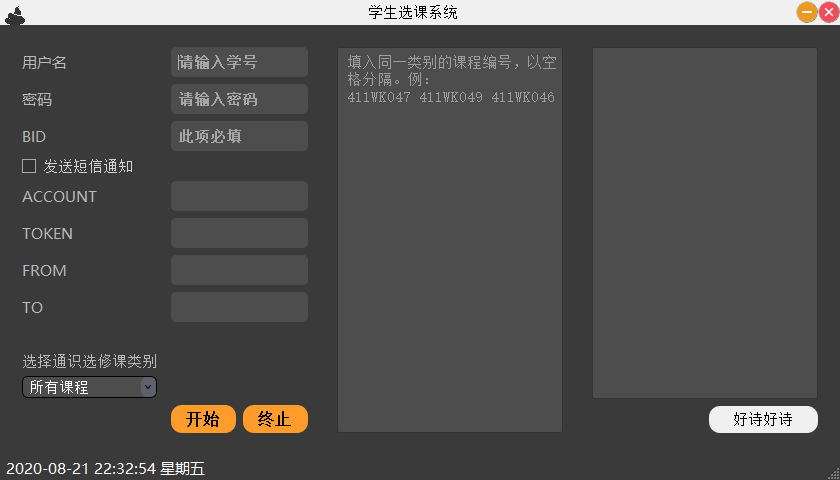 学生选课系统
用户名
请输入学号
密码
请输入密码
BID
此项必填
发送短信通知
ACCOUNT
TOKEN
FROM
TO
选择通识选修课类别
所有课程
开始
终止
填入同一类别的课程编号，以空
格分隔。例：
411WK047 411WK049 411WK046
好诗好诗
2020-08-21 22:32:54 星期五